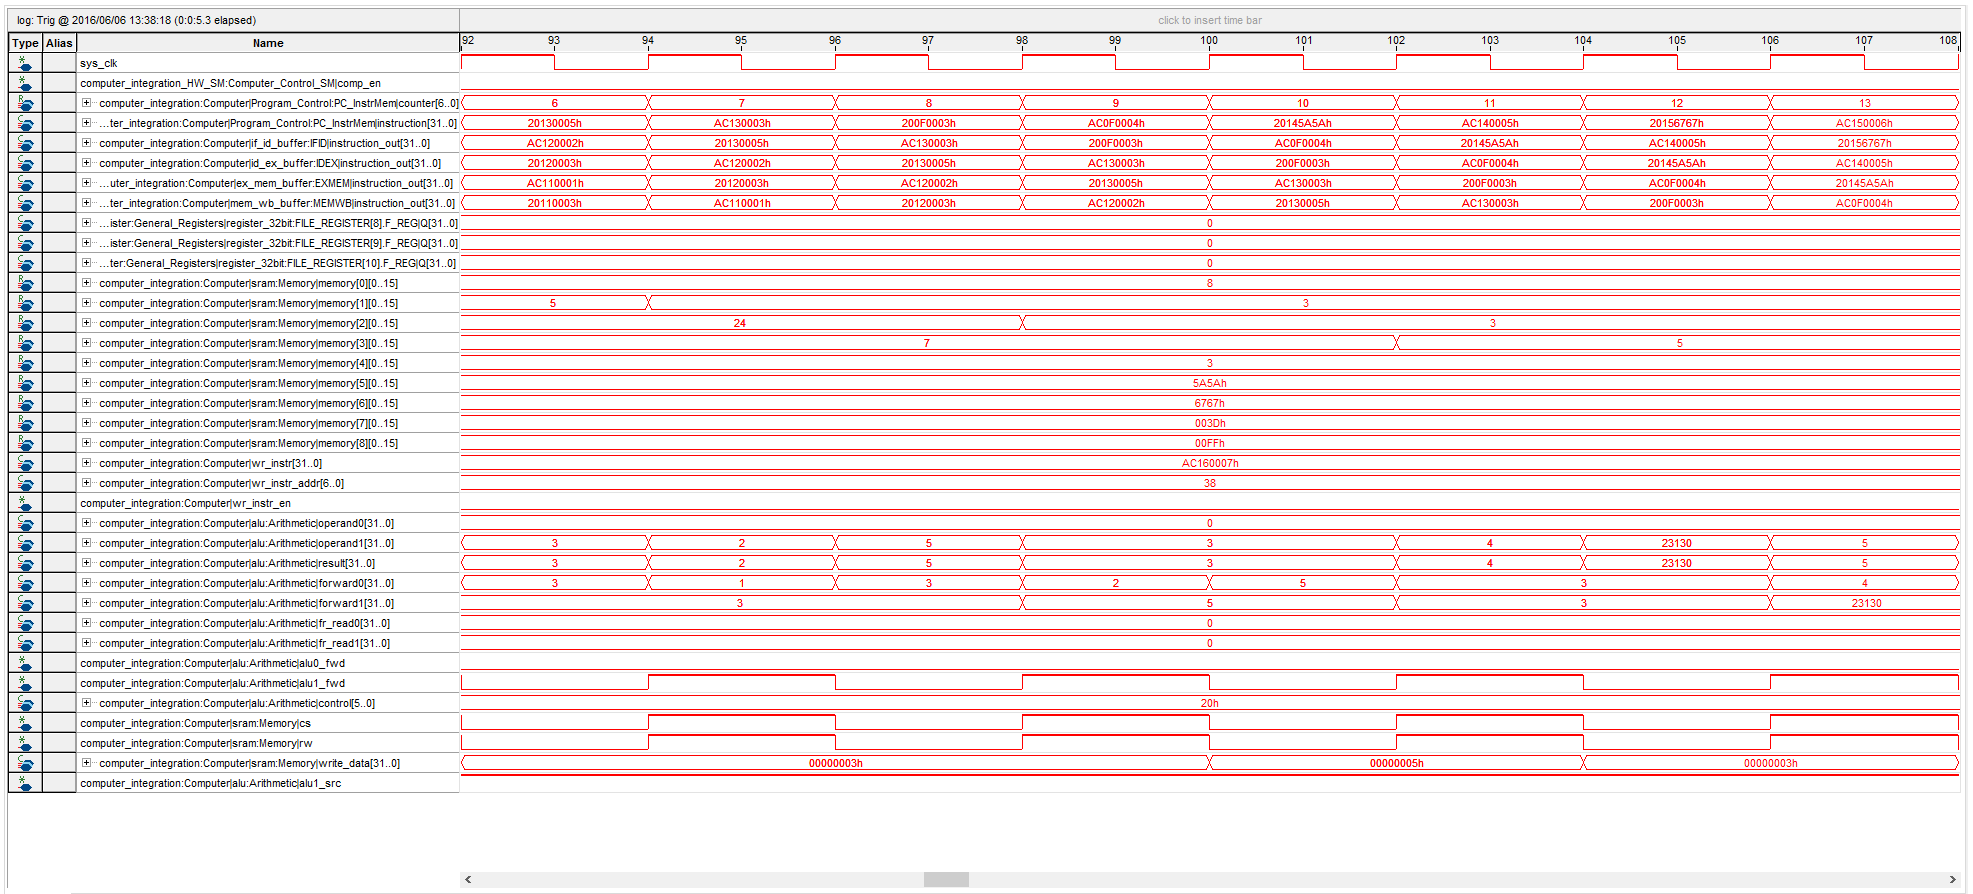 log: Trig @ 2016/06/06 13:38:18 (0:0:5.3 elapsed) click to insert time bar
Type Alias Name 92 93 94 95 96 97 98 99 100 101 102 103 104 105 106 107 108
sys_clk
computer_integration_HW_SM:Computer_Control_SM|comp_en
computer_integration:Computer|Program_Control:PC_InstrMem|counter[6..0] 6 7 8 9 10 11 12 13
...ter_integration:Computer|Program_Control:PC_InstrMem|instruction[31..0] 20130005h AC130003h 200F0003h AC0F0004h 20145A5Ah AC140005h 20156767h AC150006h
computer_integration:Computer|if_id_buffer:IFID|instruction_out[31..0] AC120002h 20130005h AC130003h 200F0003h AC0F0004h 20145A5Ah AC140005h 20156767h
computer_integration:Computer|id_ex_buffer:IDEX|instruction_out[31..0] 20120003h AC120002h 20130005h AC130003h 200F0003h AC0F0004h 20145A5Ah AC140005h
...uter_integration:Computer|ex_mem_buffer:EXMEM|instruction_out[31..0] AC110001h 20120003h AC120002h 20130005h AC130003h 200F0003h AC0F0004h 20145A5Ah
...ter_integration:Computer|mem_wb_buffer:MEMWB|instruction_out[31..0] 20110003h AC110001h 20120003h AC120002h 20130005h AC130003h 200F0003h AC0F0004h
...ister:General_Registers|register_32bit:FILE_REGISTER[8].F_REG|Q[31..0] 0
...ister:General_Registers|register_32bit:FILE_REGISTER[9].F_REG|Q[31..0] 0
...ter:General_Registers|register_32bit:FILE_REGISTER[10].F_REG|Q[31..0] 0
computer_integration:Computer|sram:Memory|memory[0][0..15] 8
computer_integration:Computer|sram:Memory|memory[1][0..15] 5 3
computer_integration:Computer|sram:Memory|memory[2][0..15] 24 3
computer_integration:Computer|sram:Memory|memory[3][0..15] 7 5
computer_integration:Computer|sram:Memory|memory[4][0..15] 3
computer_integration:Computer|sram:Memory|memory[5][0..15] 5A5Ah
computer_integration:Computer|sram:Memory|memory[6][0..15] 6767h
computer_integration:Computer|sram:Memory|memory[7][0..15] 003Dh
computer_integration:Computer|sram:Memory|memory[8][0..15] 00FFh
computer_integration:Computer|wr_instr[31..0] AC160007h
computer_integration:Computer|wr_instr_addr[6..0] 38
computer_integration:Computer|wr_instr_en
computer_integration:Computer|alu:Arithmetic|operand0[31..0] 0
computer_integration:Computer|alu:Arithmetic|operand1[31..0] 3 2 5 3 4 23130 5
computer_integration:Computer|alu:Arithmetic|result[31..0] 3 2 5 3 4 23130 5
computer_integration:Computer|alu:Arithmetic|forward0[31..0] 3 1 3 2 5 3 4
computer_integration:Computer|alu:Arithmetic|forward1[31..0] 3 5 3 23130
computer_integration:Computer|alu:Arithmetic|fr_read0[31..0] 0
computer_integration:Computer|alu:Arithmetic|fr_read1[31..0] 0
computer_integration:Computer|alu:Arithmetic|alu0_fwd
computer_integration:Computer|alu:Arithmetic|alu1_fwd
computer_integration:Computer|alu:Arithmetic|control[5..0] 20h
computer_integration:Computer|sram:Memory|cs
computer_integration:Computer|sram:Memory|rw
computer_integration:Computer|sram:Memory|write_data[31..0] 00000003h 00000005h 00000003h
computer_integration:Computer|alu:Arithmetic|alu1_src